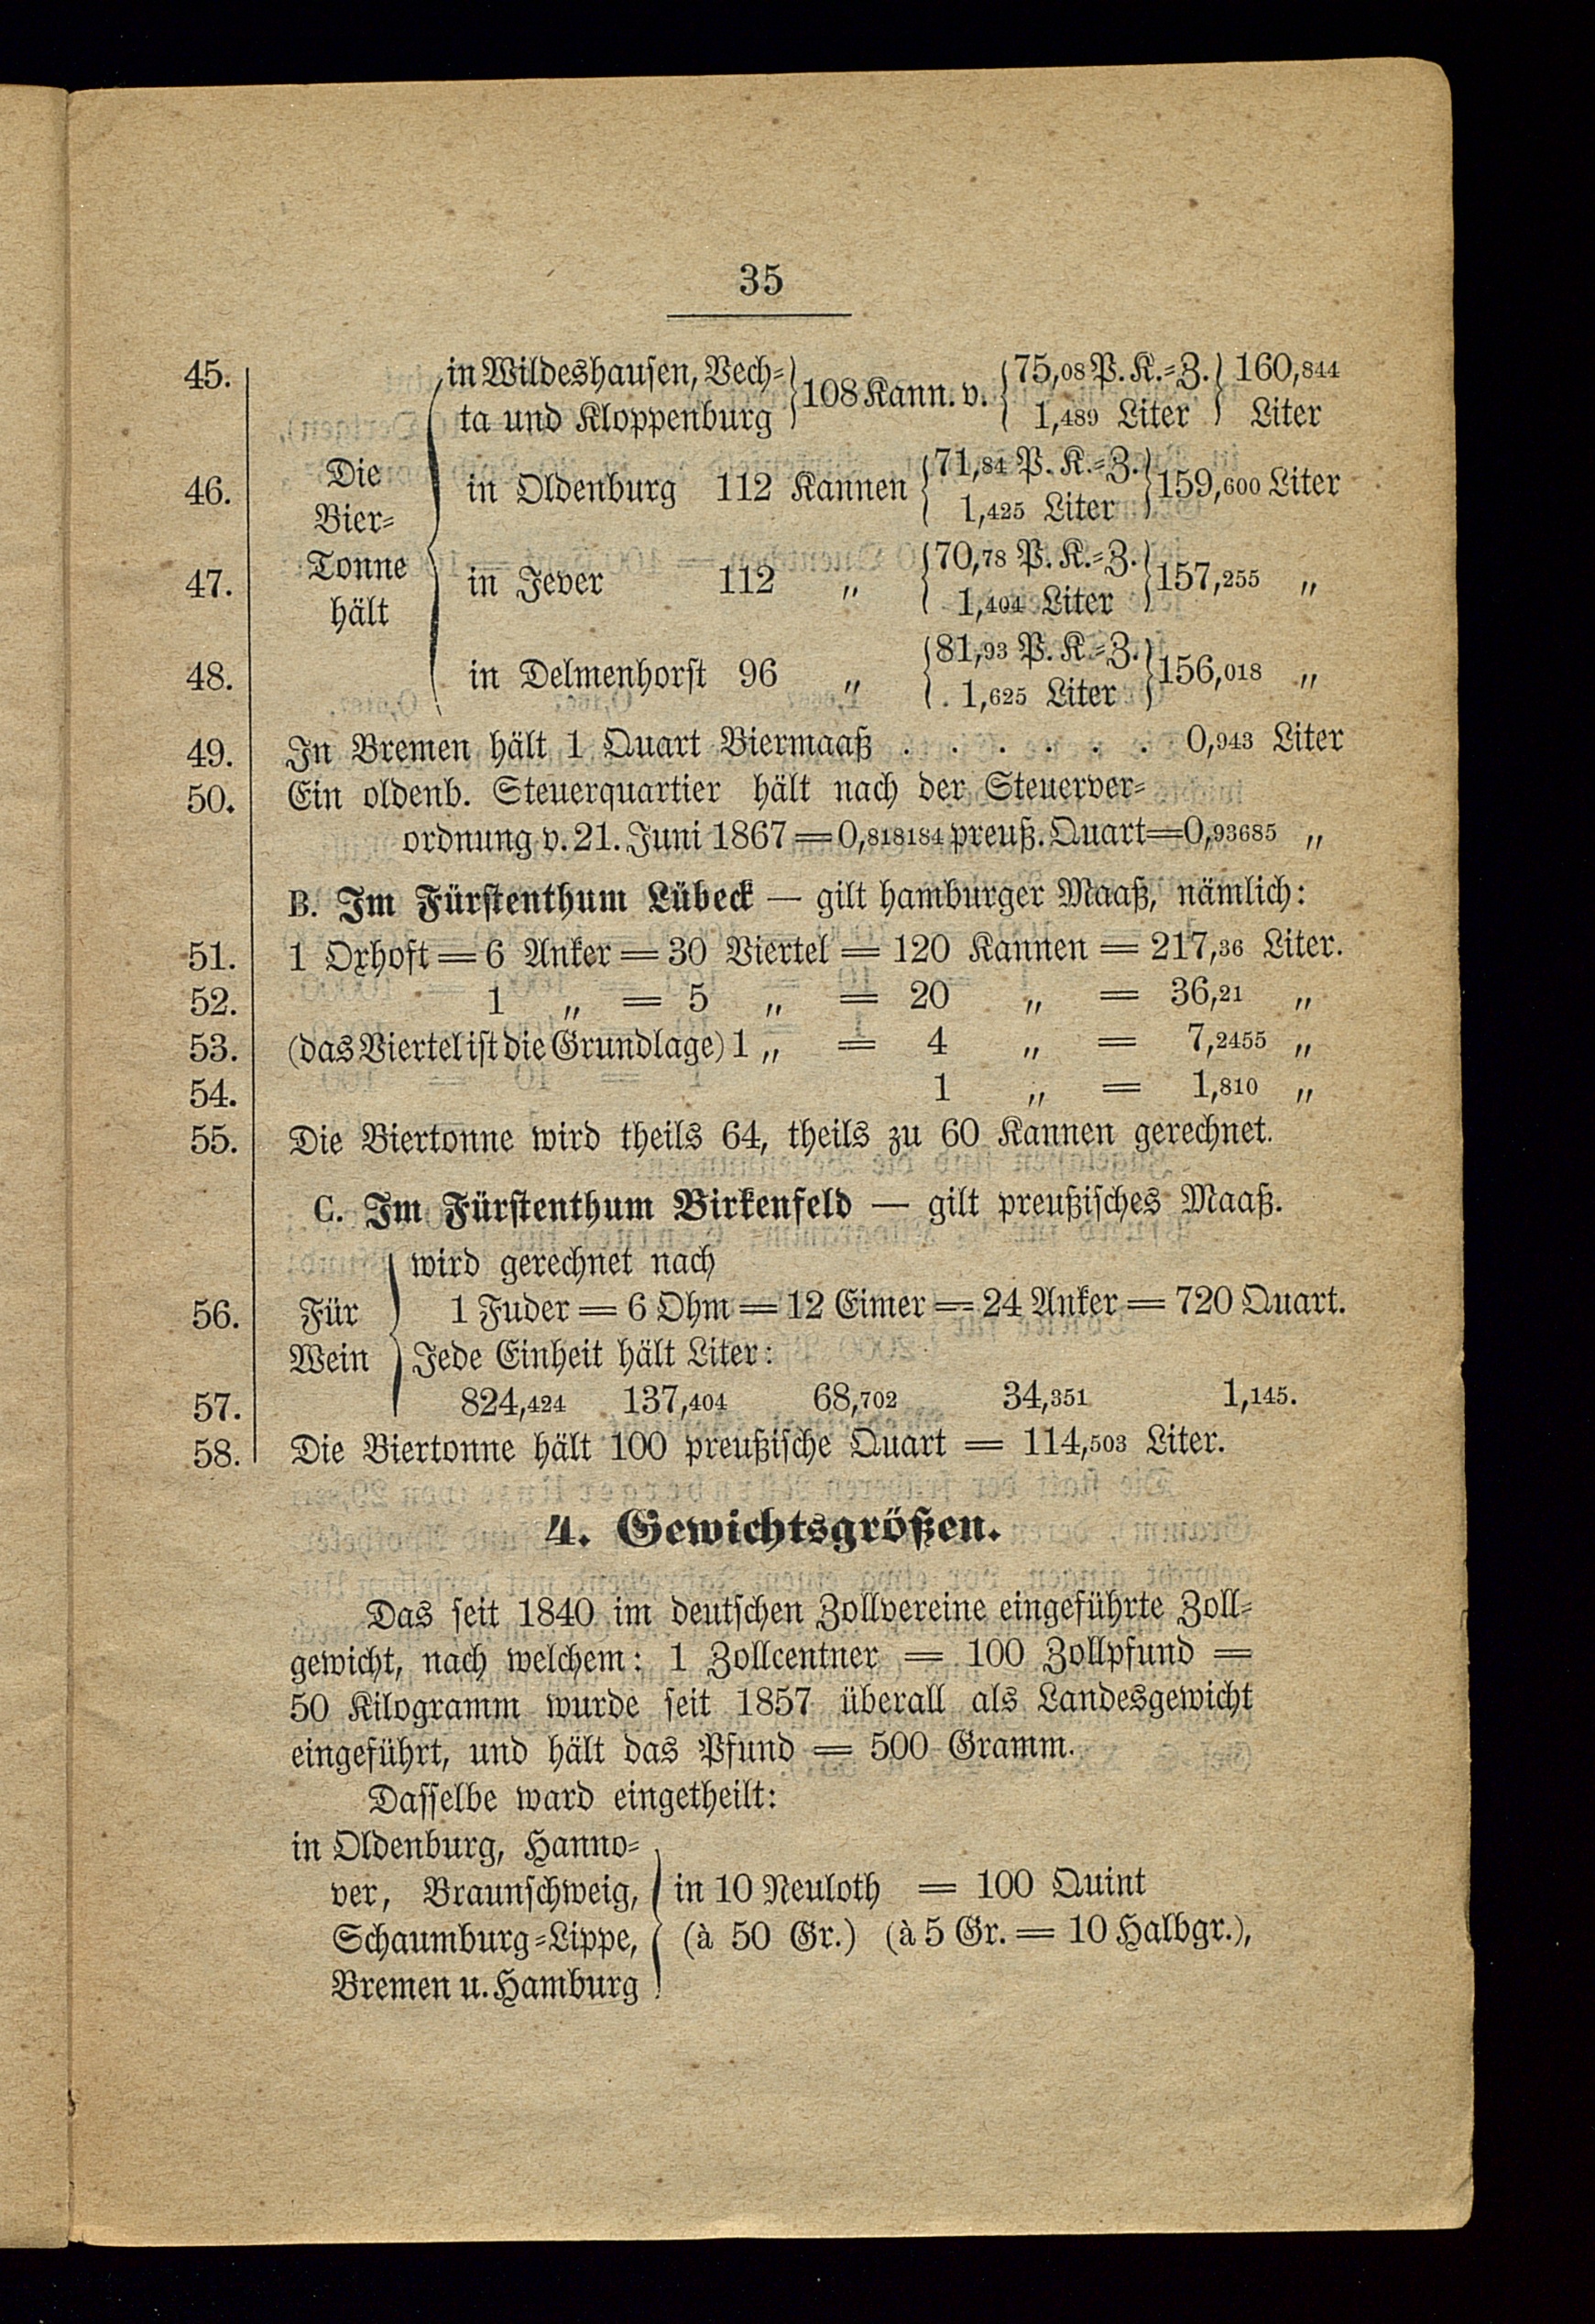 35
45. in Wildeshausen, Vech- 108 Kann. v. 75,08 P. K.-Z. 160,844
ta und Kloppenburg 1,489 Liter Liter
46. Die Bier- in Oldenburg 112 Kannen 71,84 P. K.-Z. 159,600 Liter
1,425 Liter
47. Tonne hält in Jever 112 „ 70,78 P. K.-Z. 157,255 „
1,404 Liter
48. in Delmenhorst 96 „ 81,93 P. K.-Z. 156,018 „
1,625 Liter
49. In Bremen hält 1 Quart Biermaaß . . . . . . 0,943 Liter
50. Ein oldenb. Steuerquartier hält nach der Steuerver-
ordnung v. 21. Juni 1867 = 0,818184 preuß. Quart = 0,93685 „
B. Im Fürstenthum Lübeck — gilt hamburger Maaß, nämlich:
51. 1 Oxhoft = 6 Anker = 30 Viertel = 120 Kannen = 217,36 Liter.
52. 1 „ = 5 „ = 20 „ = 36,21 „
53. (das Viertel ist die Grundlage) 1 „ = 4 „ = 7,2455 „
54. 1 „ = 1,810 „
55. Die Biertonne wird theils 64, theils zu 60 Kannen gerechnet.
C. Im Fürstenthum Birkenfeld — gilt preußisches Maaß.
wird gerechnet nach
56. Für 1 Fuder = 6 Ohm = 12 Eimer = 24 Anker = 720 Quart.
Wein Jede Einheit hält Liter:
57. 824,424 137,404 68,702 34,351 1,145.
58. Die Biertonne hält 100 preußische Quart = 114,503 Liter.
4. Gewichtsgrößen.
Das seit 1840 im deutschen Zollvereine eingeführte Zoll-
gewicht, nach welchem: 1 Zollcentner = 100 Zollpfund =
50 Kilogramm wurde seit 1857 überall als Landesgewicht
eingeführt, und hält das Pfund = 500 Gramm.
Dasselbe ward eingetheilt:
in Oldenburg, Hanno-
ver, Braunschweig, in 10 Neuloth = 100 Quint
Schaumburg-Lippe, (à 50 Gr.) (à 5 Gr. = 10 Halbgr.),
Bremen u. Hamburg